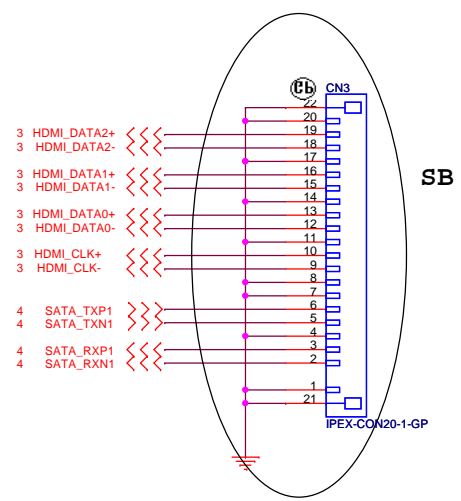 Cb CN3
22
20
3 HDMI_DATA2+ 19
3 HDMI_DATA2- 18
17
SB
3 HDMI_DATA1+ 16
3 HDMI_DATA1- 15
14
3 HDMI_DATA0+ 13
3 HDMI_DATA0- 12
11
3 HDMI_CLK+ 10
3 HDMI_CLK- 9
8
7
4 SATA_TXP1 6
4 SATA_TXN1 5
4
4 SATA_RXP1 3
4 SATA_RXN1 2
1
21
IPEX-CON20-1-GP